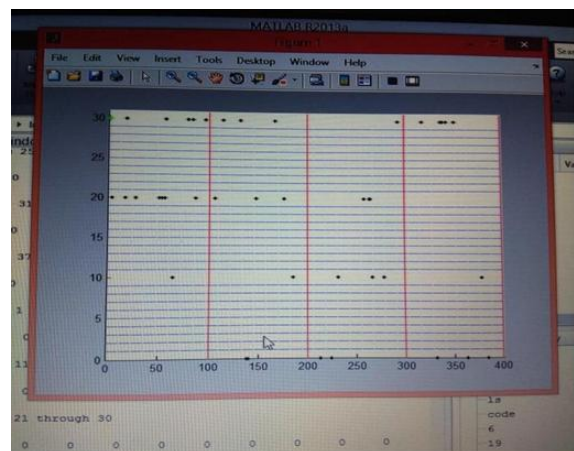 MATLAB R2013a
Figure 1
File Edit View Insert Tools Desktop Window Help
30
25
20
15
10
5
0
0 50 100 150 200 250 300 350 400
21 through 30
0 0 0 0 0 0 0 0
1s
code
6
19